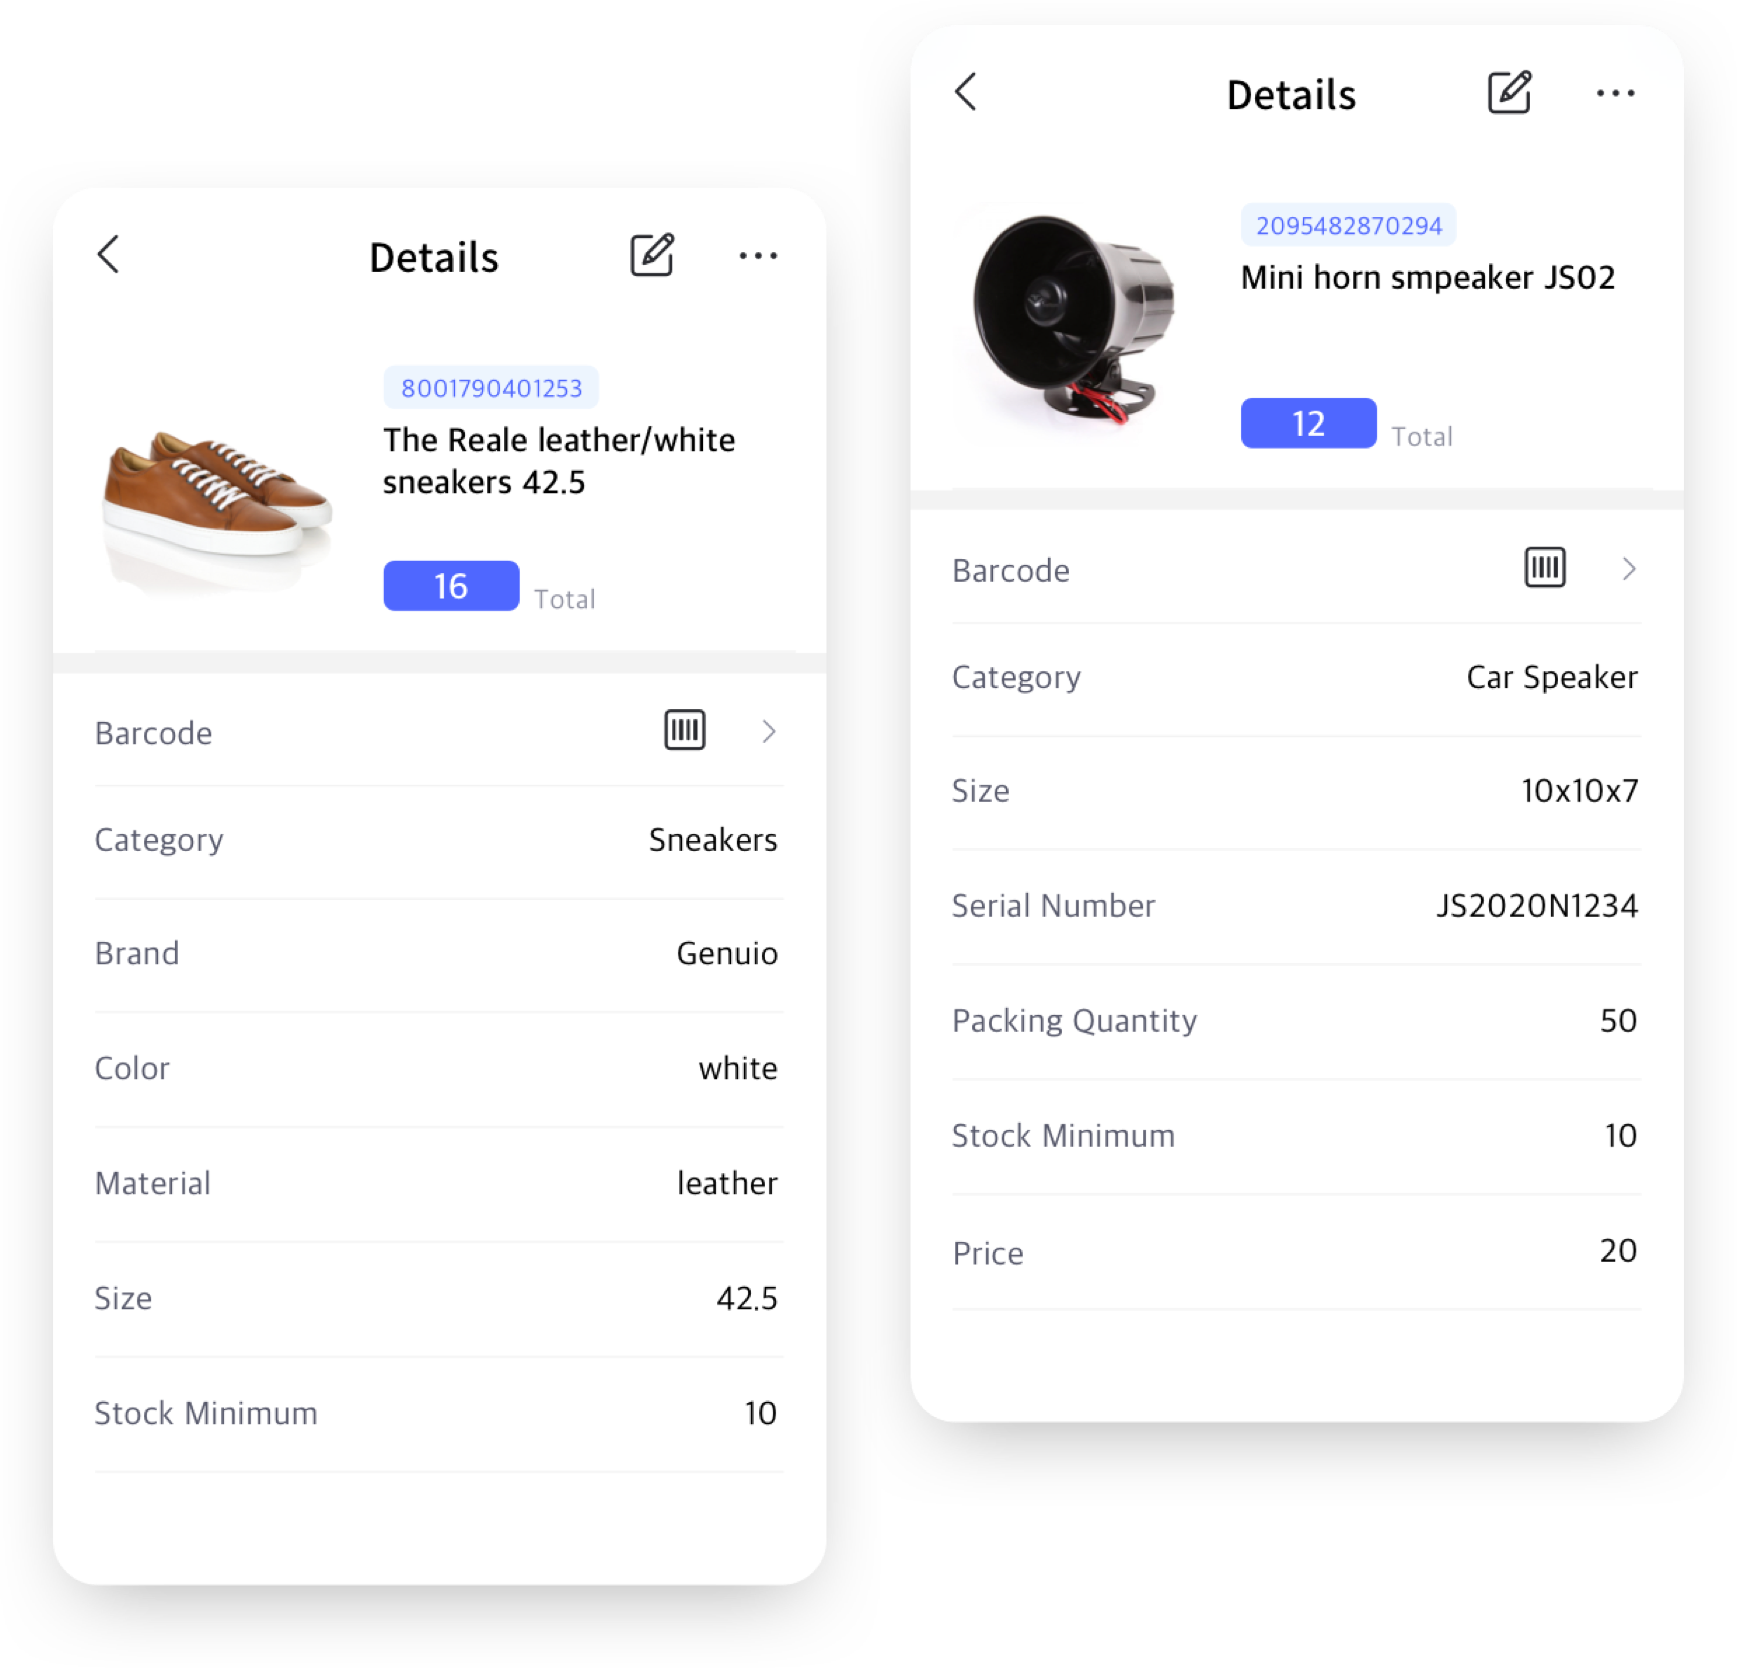 Details
8001790401253
The Reale leather/white
sneakers 42.5
16 Total
Barcode
Category Sneakers
Brand Genuio
Color white
Material leather
Size 42.5
Stock Minimum 10
Details
2095482870294
Mini horn smpeaker JS02
12 Total
Barcode
Category Car Speaker
Size 10x10x7
Serial Number JS2020N1234
Packing Quantity 50
Stock Minimum 10
Price 20